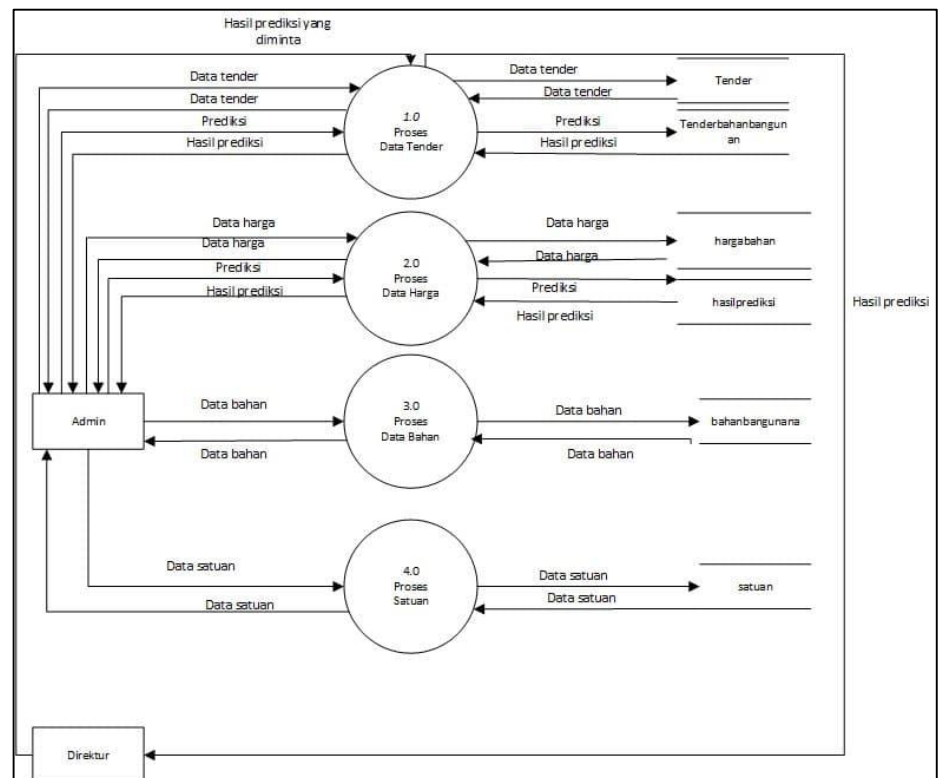 Hasil prediksi yang
diminta
Data tender
Data tender
Prediksi
Hasil prediksi
1.0
Proses
Data Tender
Data tender
Data tender
Prediksi
Hasil prediksi
Tender
Tenderbahanbangun
an
Data harga
Data harga
Prediksi
Hasil prediksi
2.0
Proses
Data Harga
Data harga
Data harga
Prediksi
Hasil prediksi
hargabahan
hasilprediksi
Hasil prediksi
Admin
Data bahan
Data bahan
3.0
Proses
Data Bahan
Data bahan
Data bahan
bahanbangunana
Data satuan
Data satuan
4.0
Proses
Satuan
Data satuan
Data satuan
satuan
Direktur